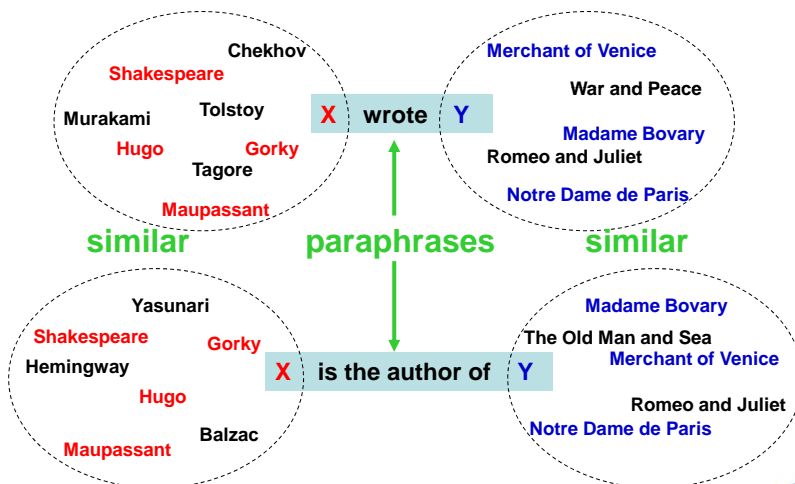 Chekhov
Shakespeare
Tolstoy
Murakami
Hugo
Gorky
Tagore
Maupassant
X wrote Y
Merchant of Venice
War and Peace
Madame Bovary
Romeo and Juliet
Notre Dame de Paris
similar paraphrases similar
Yasunari
Shakespeare
Gorky
Hemingway
Hugo
Balzac
Maupassant
X is the author of Y
Madame Bovary
The Old Man and Sea
Merchant of Venice
Romeo and Juliet
Notre Dame de Paris